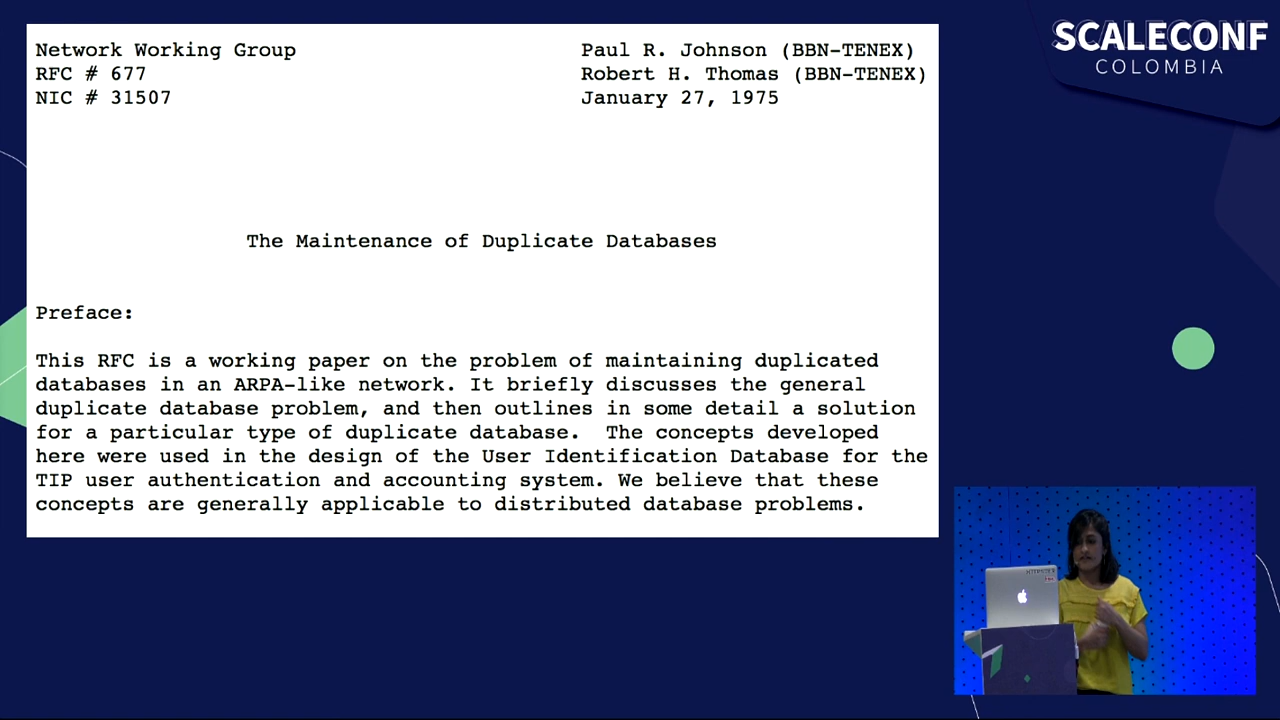 Network Working Group
Paul R. Johnson (BBN-TENEX)
RFC # 677
Robert H. Thomas (BBN-TENEX)
NIC # 31507
January 27, 1975
The Maintenance of Duplicate Databases
Preface:
This RFC is a working paper on the problem of maintaining duplicated
databases in an ARPA-like network. It briefly discusses the general
duplicate database problem, and then outlines in some detail a solution
for a particular type of duplicate database.  The concepts developed
here were used in the design of the User Identification Database for the
TIP user authentication and accounting system. We believe that these
concepts are generally applicable to distributed database problems.
SCALECONF
COLOMBIA